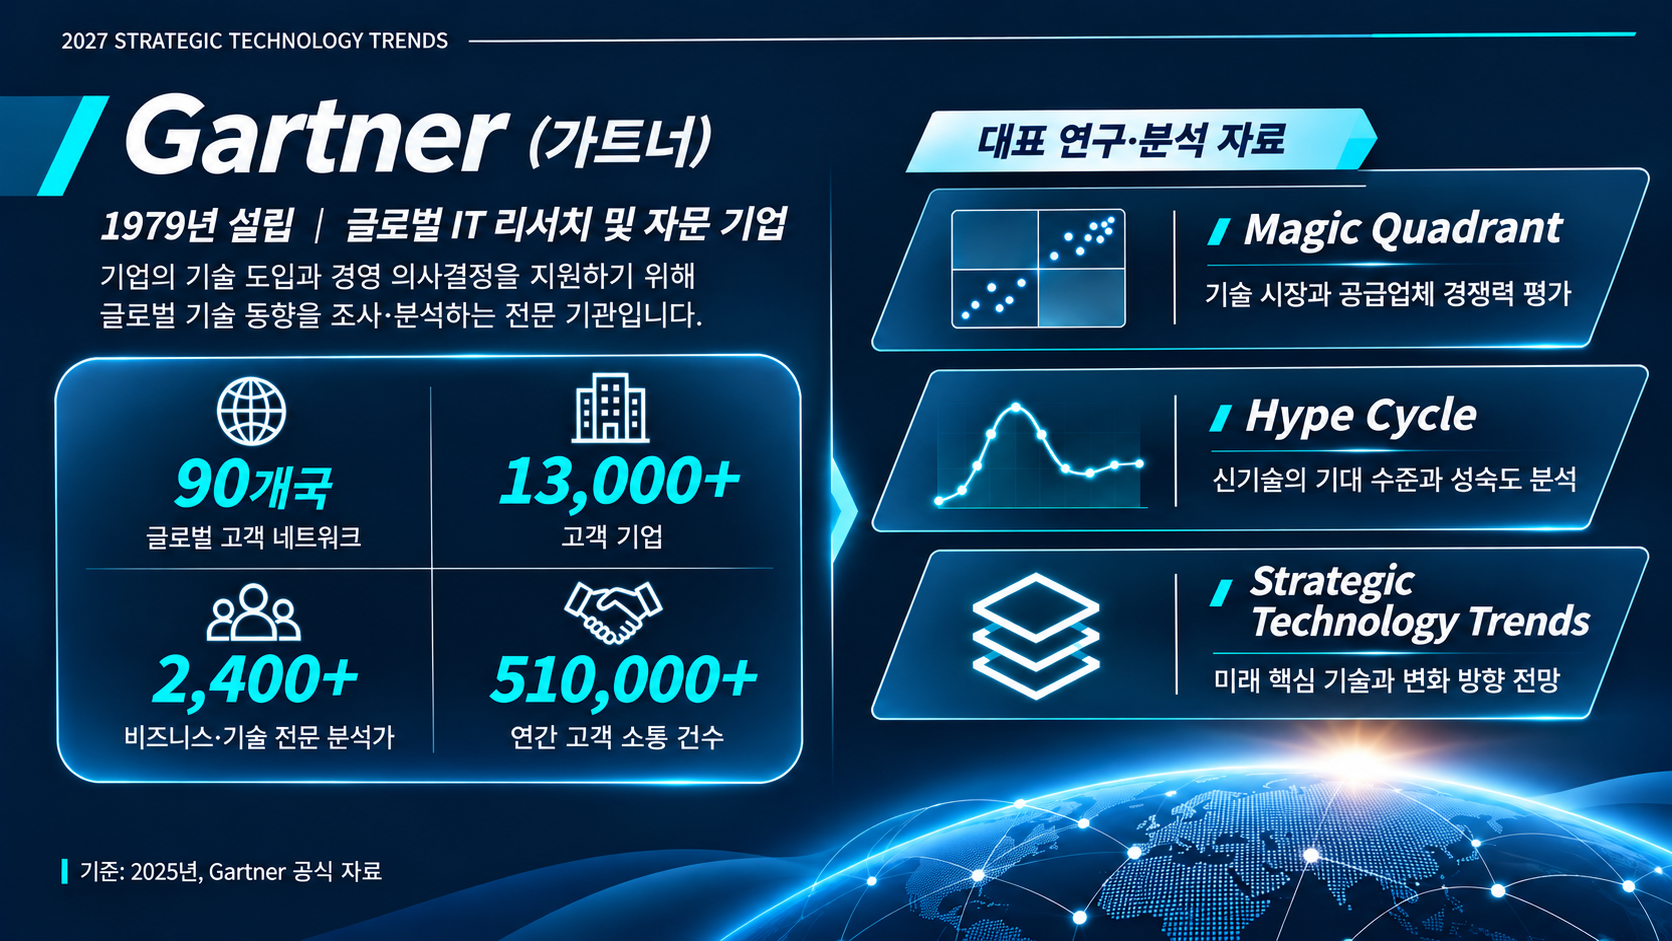 2027 STRATEGIC TECHNOLOGY TRENDS
Gartner (가트너)
1979년 설립 | 글로벌 IT 리서치 및 자문 기업
기업의 기술 도입과 경영 의사결정을 지원하기 위해
글로벌 기술 동향을 조사·분석하는 전문 기관입니다.
90개국
글로벌 고객 네트워크
13,000+
고객 기업
2,400+
비즈니스·기술 전문 분석가
510,000+
연간 고객 소통 건수
기준: 2025년, Gartner 공식 자료
대표 연구·분석 자료
Magic Quadrant
기술 시장과 공급업체 경쟁력 평가
Hype Cycle
신기술의 기대 수준과 성숙도 분석
Strategic
Technology Trends
미래 핵심 기술과 변화 방향 전망